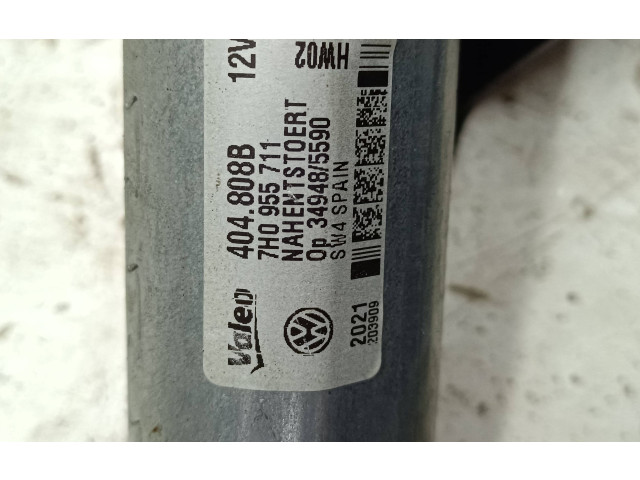 Valeo 404.808B 12V
7H0 955 711
NAHENTSTOERT
Op 34948/5590
SW4 SPAIN HW02
2021
203909